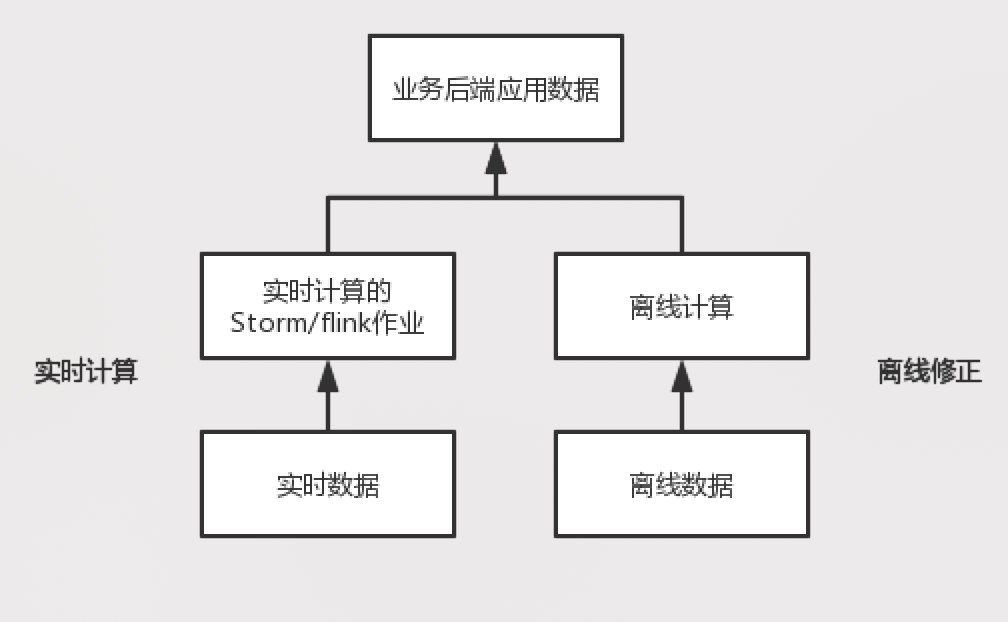 业务后端应用数据
实时计算的
Storm/flink作业
离线计算
实时计算
离线修正
实时数据
离线数据